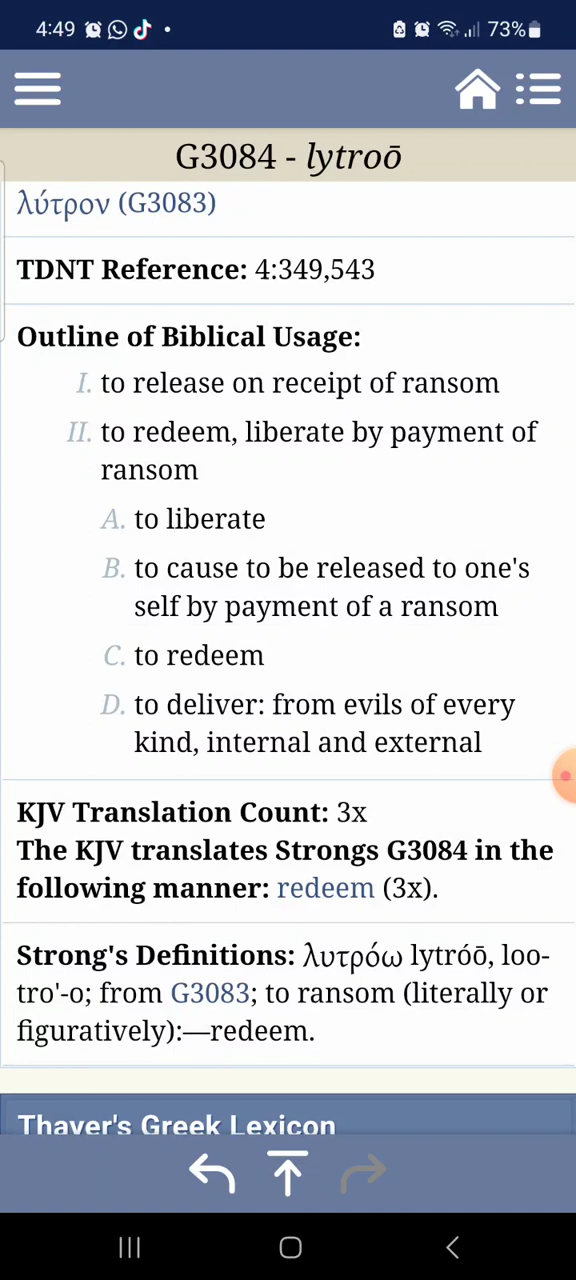 4:49
73%
G3084 - lytroō
λύτρον (G3083)
TDNT Reference: 4:349,543
Outline of Biblical Usage:
I. to release on receipt of ransom
II. to redeem, liberate by payment of
ransom
A. to liberate
B. to cause to be released to one's
self by payment of a ransom
C. to redeem
D. to deliver: from evils of every
kind, internal and external
KJV Translation Count: 3x
The KJV translates Strongs G3084 in the
following manner: redeem (3x).
Strong's Definitions: λυτρόω lytróō, loo-
tro'-o; from G3083; to ransom (literally or
figuratively):—redeem.
Thayer's Greek Lexicon